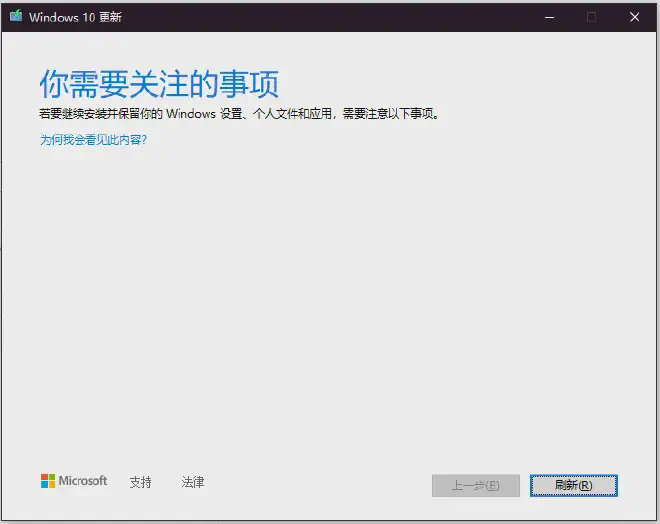 Windows 10 更新
你需要关注的事项
若要继续安装并保留你的 Windows 设置、个人文件和应用，需要注意以下事项。
为何我会看见此内容?
Microsoft 支持 法律 上一步(P) 刷新(R)